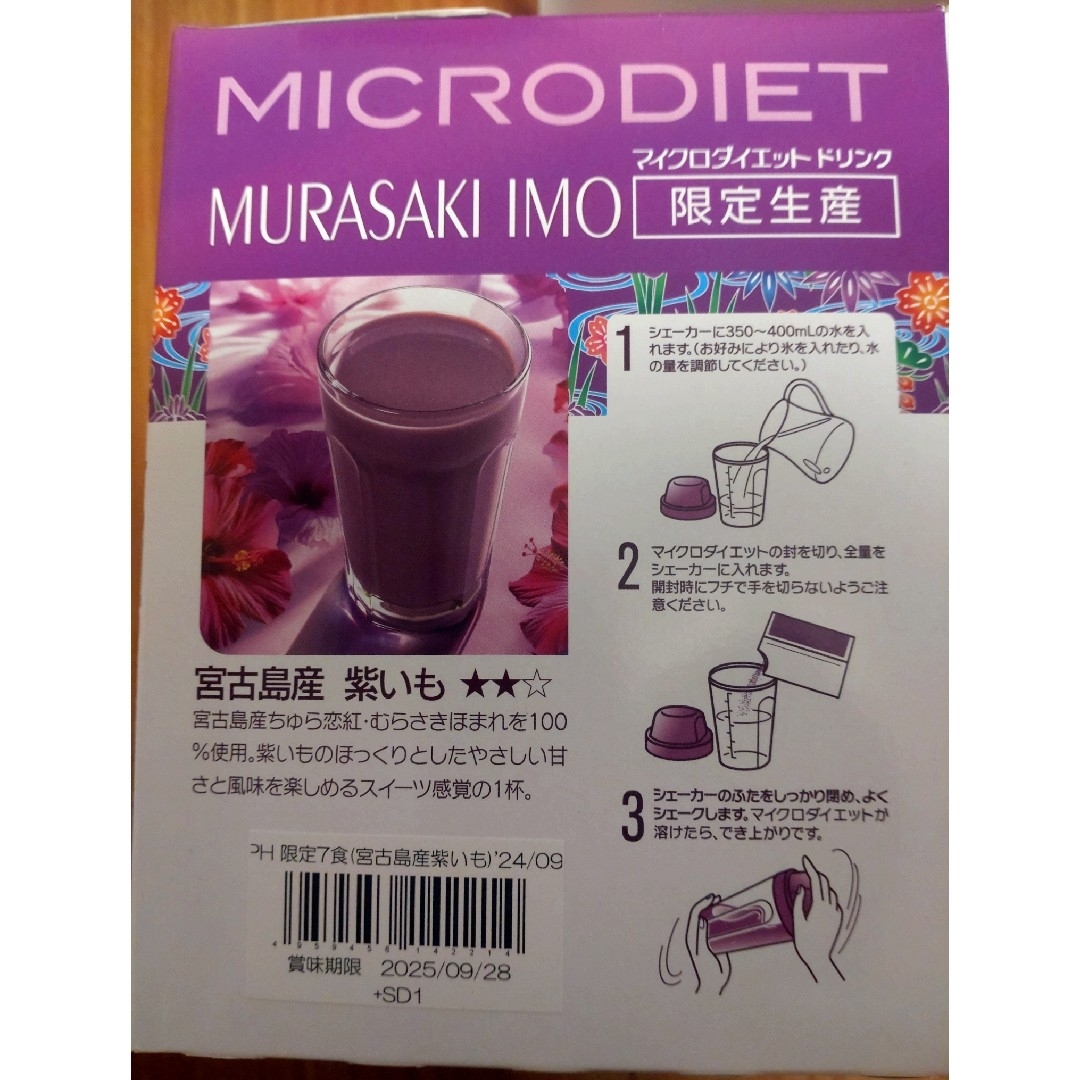 MICRODIET
マイクロダイエット ドリンク
MURASAKI IMO
限定生産
1
シェーカーに350〜400mLの水を入
れます。(お好みにより氷を入れたり、水
の量を調節してください。)
2
マイクロダイエットの封を切り、全量を
シェーカーに入れます。
開封時にフチで手を切らないようご注
意ください。
3
シェーカーのふたをしっかり閉め、よく
シェークします。マイクロダイエットが
溶けたら、でき上がりです。
宮古島産 紫いも ★★☆
宮古島産ちゅら恋紅・むらさきほまれを100
%使用。紫いものほっくりとしたやさしい甘
さと風味を楽しめるスイーツ感覚の1杯。
PH 限定7食(宮古島産紫いも)'24/09
4959456142214
賞味期限 2025/09/28
+SD1